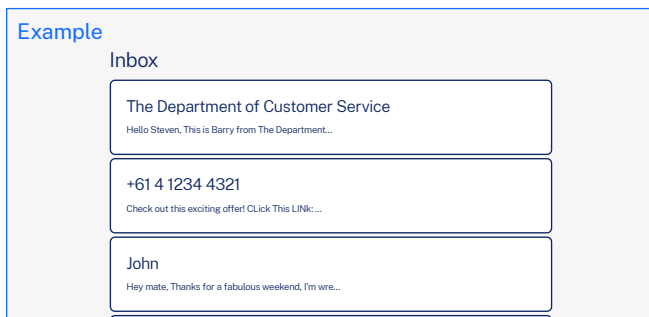 Example
Inbox
The Department of Customer Service
Hello Steven, This is Barry from The Department...
+61 4 1234 4321
Check out this exciting offer! CLick This LINk: ...
John
Hey mate, Thanks for a fabulous weekend, I'm wre...